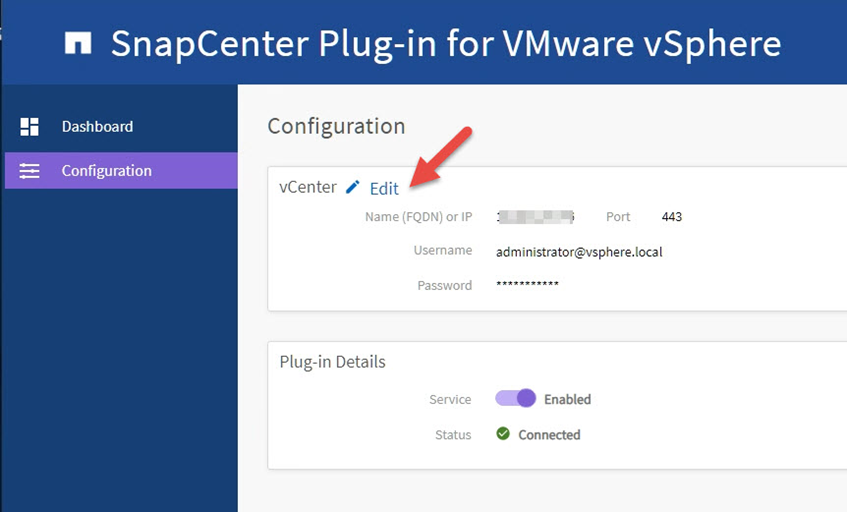 SnapCenter Plug-in for VMware vSphere
Dashboard
Configuration
Configuration
vCenter Edit
Name (FQDN) or IP Port 443
Username administrator@vsphere.local
Password ***********
Plug-in Details
Service Enabled
Status Connected